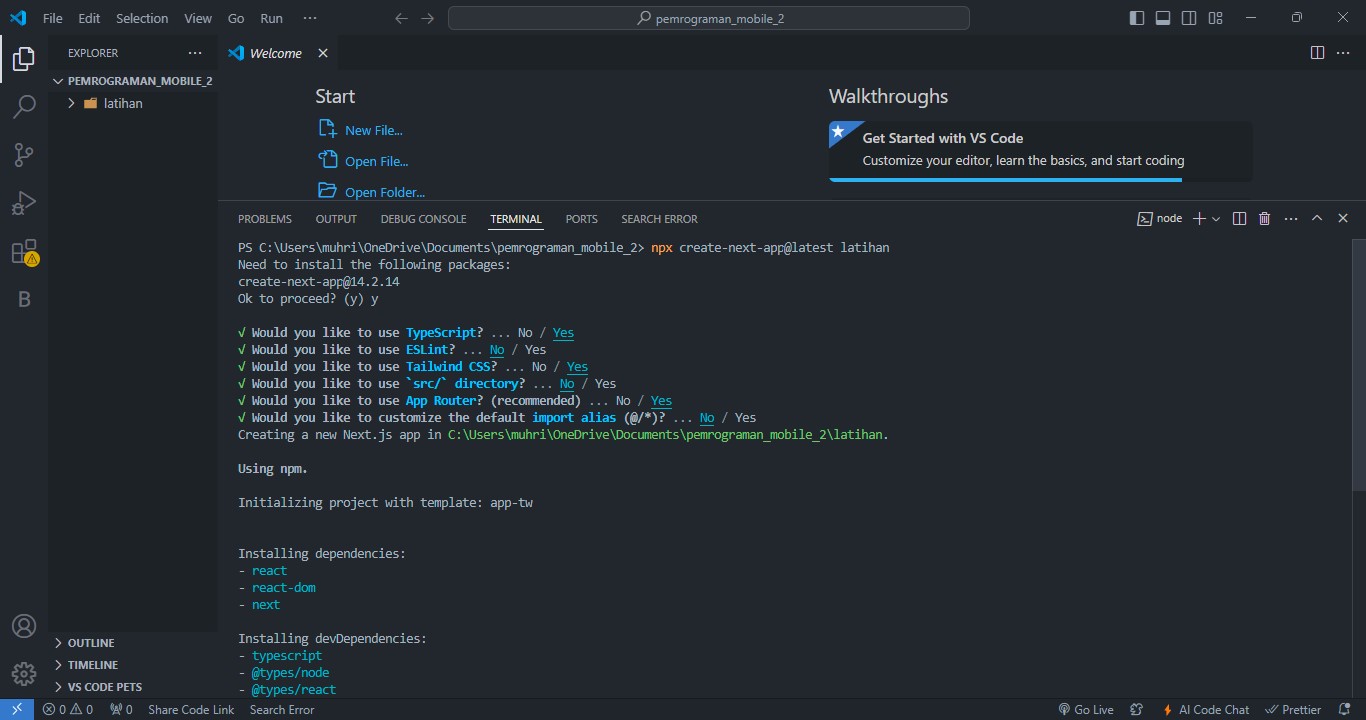 File Edit Selection View Go Run ···
pemrograman_mobile_2
EXPLORER ···
PEMROGRAMAN_MOBILE_2
latihan
Welcome
Start
New File...
Open File...
Open Folder...
Walkthroughs
Get Started with VS Code
Customize your editor, learn the basics, and start coding
PROBLEMS OUTPUT DEBUG CONSOLE TERMINAL PORTS SEARCH ERROR
node
PS C:\Users\muhri\OneDrive\Documents\pemrograman_mobile_2> npx create-next-app@latest latihan
Need to install the following packages:
create-next-app@14.2.14
Ok to proceed? (y) y
√ Would you like to use TypeScript? ... No / Yes
√ Would you like to use ESLint? ... No / Yes
√ Would you like to use Tailwind CSS? ... No / Yes
√ Would you like to use `src/` directory? ... No / Yes
√ Would you like to use App Router? (recommended) ... No / Yes
√ Would you like to customize the default import alias (@/*)? ... No / Yes
Creating a new Next.js app in C:\Users\muhri\OneDrive\Documents\pemrograman_mobile_2\latihan.
Using npm.
Initializing project with template: app-tw
Installing dependencies:
- react
- react-dom
- next
Installing devDependencies:
- typescript
- @types/node
- @types/react
B
OUTLINE
TIMELINE
VS CODE PETS
0 0 0 Share Code Link Search Error
Go Live AI Code Chat Prettier